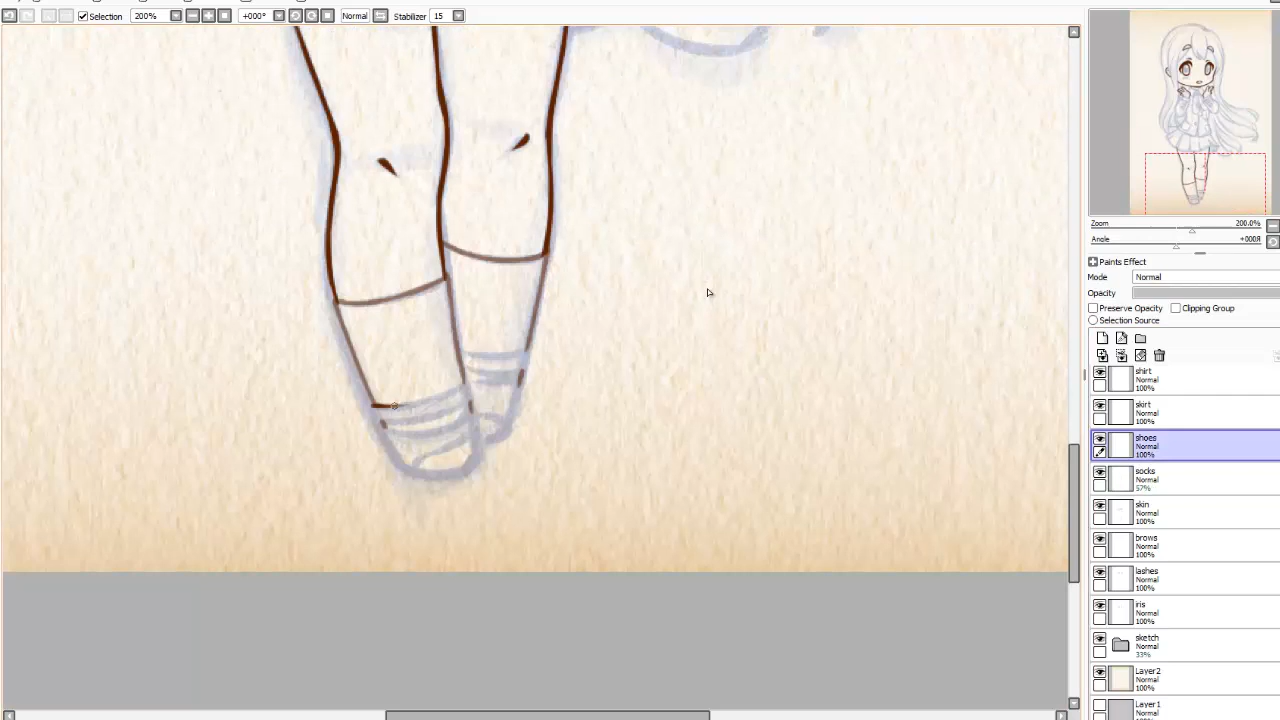 Selection 200% +000° Normal Stabilizer 15
Zoom 200.0%
Angle +000Я
Paints Effect
Mode Normal
Opacity
Preserve Opacity Clipping Group
Selection Source
shirt
Normal
100%
skirt
Normal
100%
shoes
Normal
100%
socks
Normal
57%
skin
Normal
100%
brows
Normal
100%
lashes
Normal
100%
iris
Normal
100%
sketch
Normal
33%
Layer2
Normal
100%
Layer1
Normal